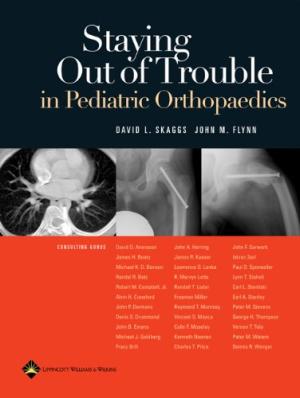 Staying
Out of Trouble
in Pediatric Orthopaedics
DAVID L. SKAGGS JOHN M. FLYNN
CONSULTING GURUS
David D. Aronsson
James H. Beaty
Michael K. D. Benson
Randal R. Betz
Robert M. Campbell, Jr.
Alvin H. Crawford
John P. Dormans
Denis S. Drummond
John B. Emans
Michael J. Goldberg
Franz Grill
John A. Herring
James R. Kasser
Lawrence G. Lenke
R. Mervyn Letts
Randall T. Loder
Freeman Miller
Raymond T. Morrissy
Vincent S. Mosca
Colin F. Moseley
Kenneth Noonan
Charles T. Price
John F. Sarwark
Paul D. Sponseller
Lynn T. Staheli
Carl L. Stanitski
Earl A. Stanley
Peter M. Stevens
George H. Thompson
Vernon T. Tolo
Peter M. Waters
Dennis R. Wenger
LIPPINCOTT WILLIAMS & WILKINS